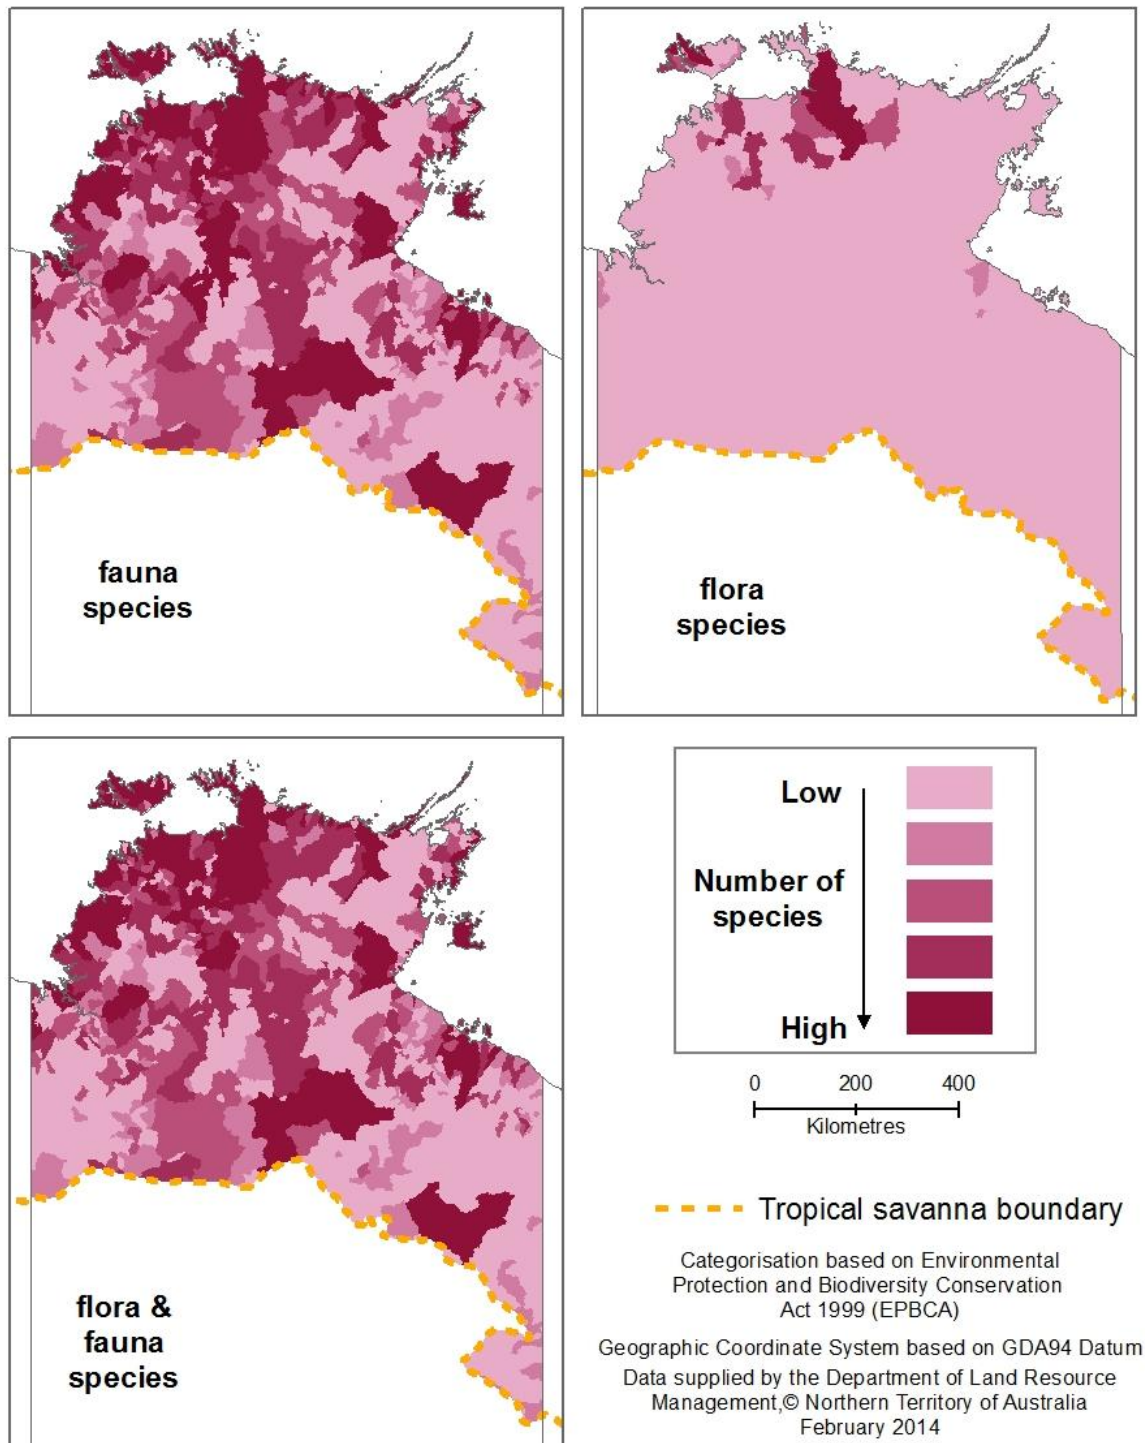 fauna
species
flora
species
flora &
fauna
species
Low
Number of
species
High
0 200 400
Kilometres
Tropical savanna boundary
Categorisation based on Environmental
Protection and Biodiversity Conservation
Act 1999 (EPBCA)
Geographic Coordinate System based on GDA94 Datum
Data supplied by the Department of Land Resource
Management,© Northern Territory of Australia
February 2014